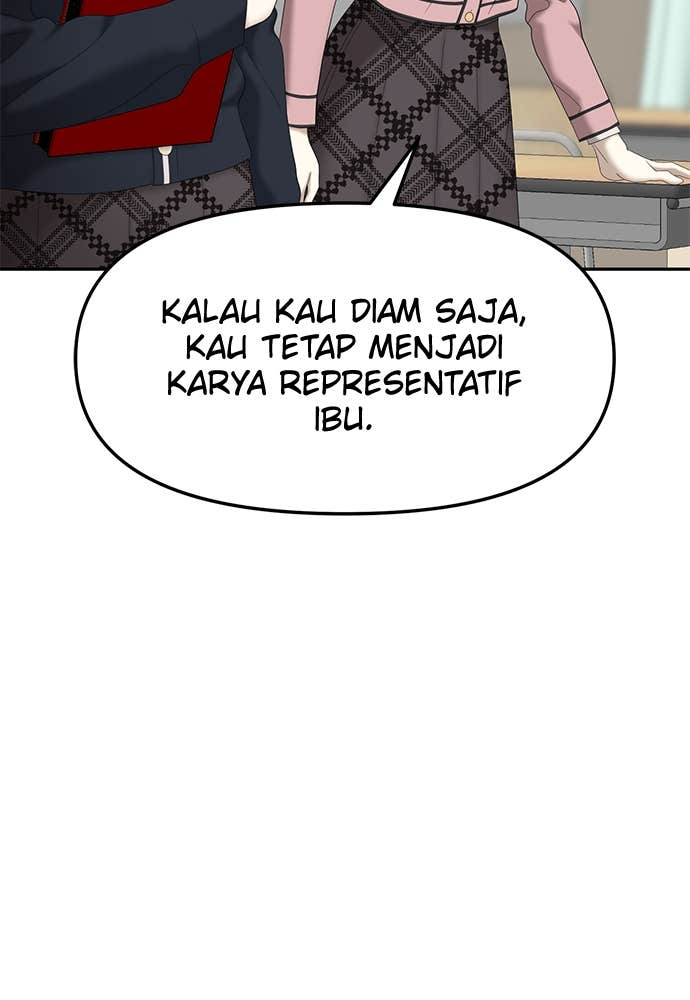 KALAU KAU DIAM SAJA,
KAU TETAP MENJADI
KARYA REPRESENTATIF
IBU.